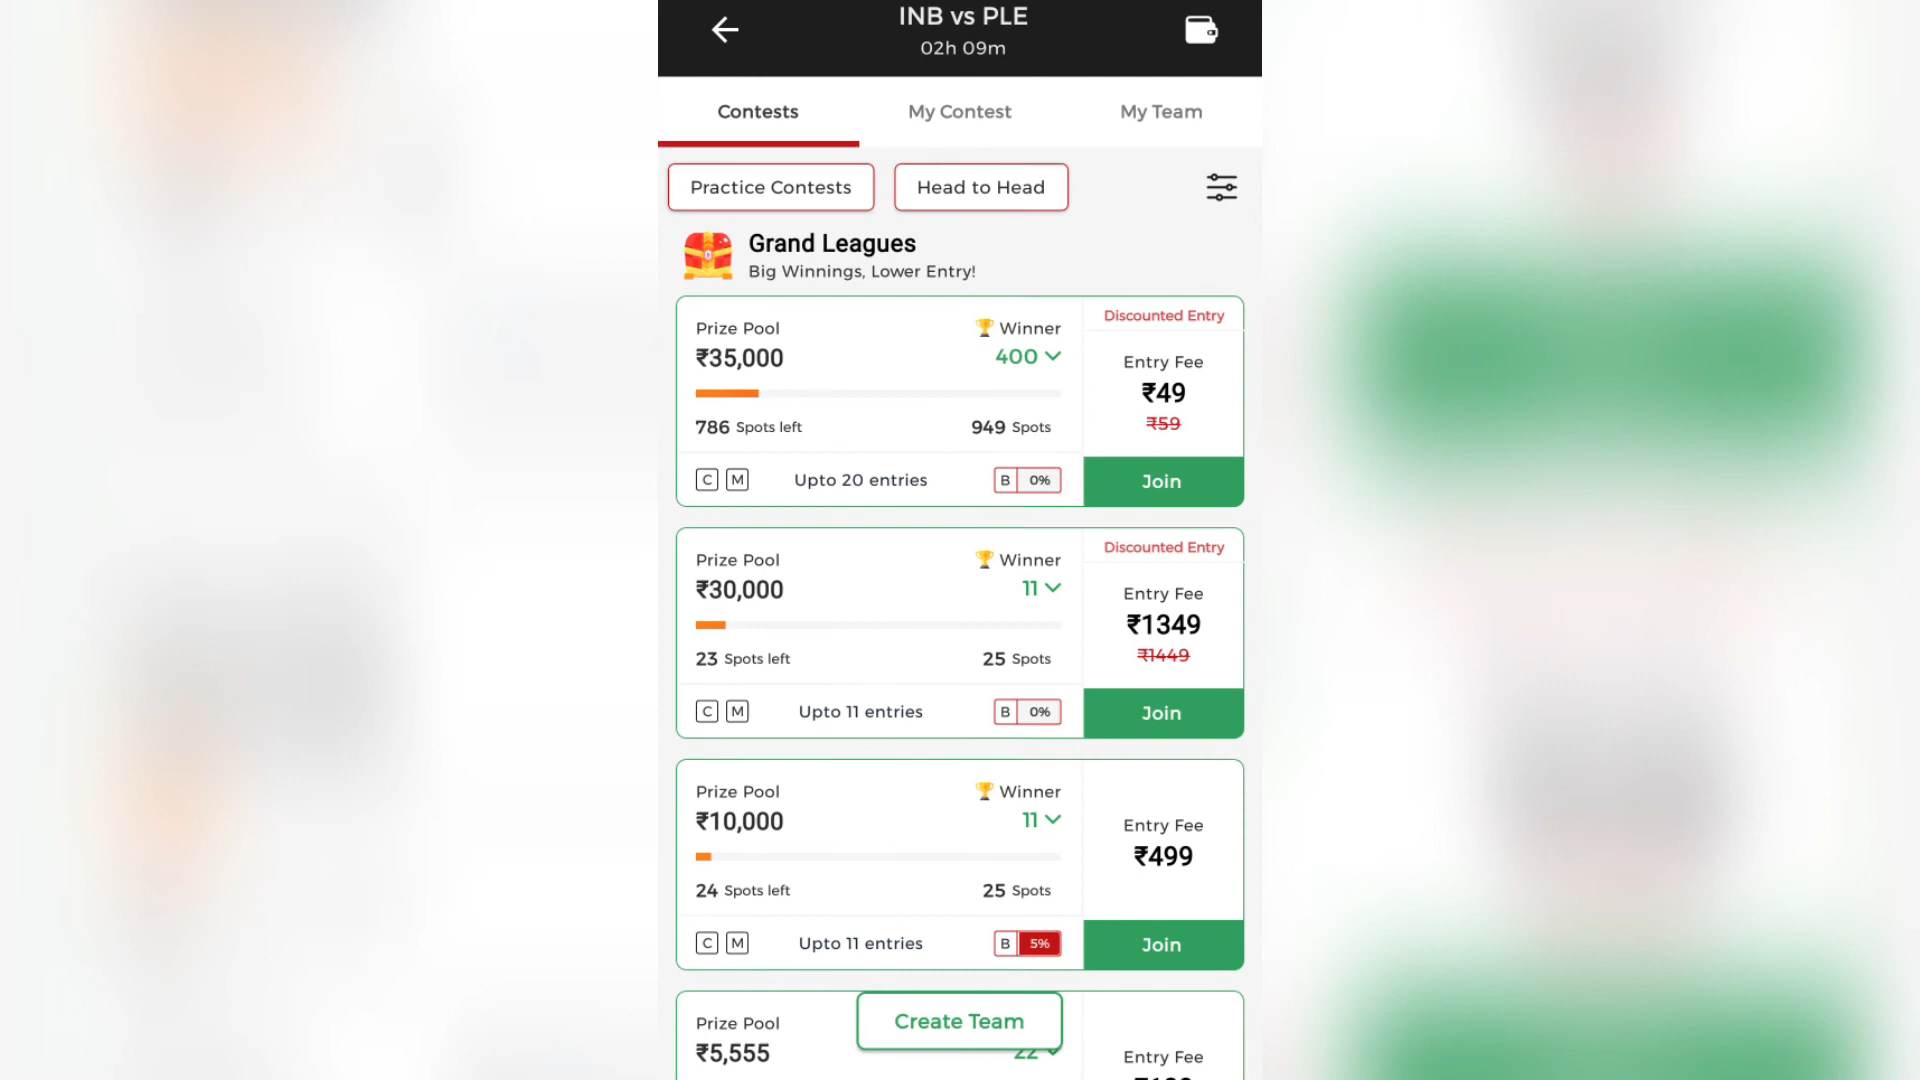 INB vs PLE
02h 09m
Contests
My Contest
My Team
Practice Contests
Head to Head
Grand Leagues
Big Winnings, Lower Entry!
Discounted Entry
Prize Pool
Winner
₹35,000
400
Entry Fee
₹49
₹59
786 Spots left
949 Spots
C M
Upto 20 entries
B 0%
Join
Discounted Entry
Prize Pool
Winner
₹30,000
11
Entry Fee
₹1349
₹1449
23 Spots left
25 Spots
C M
Upto 11 entries
B 0%
Join
Prize Pool
Winner
₹10,000
11
Entry Fee
₹499
24 Spots left
25 Spots
C M
Upto 11 entries
B 5%
Join
Prize Pool
Create Team
₹5,555
22
Entry Fee